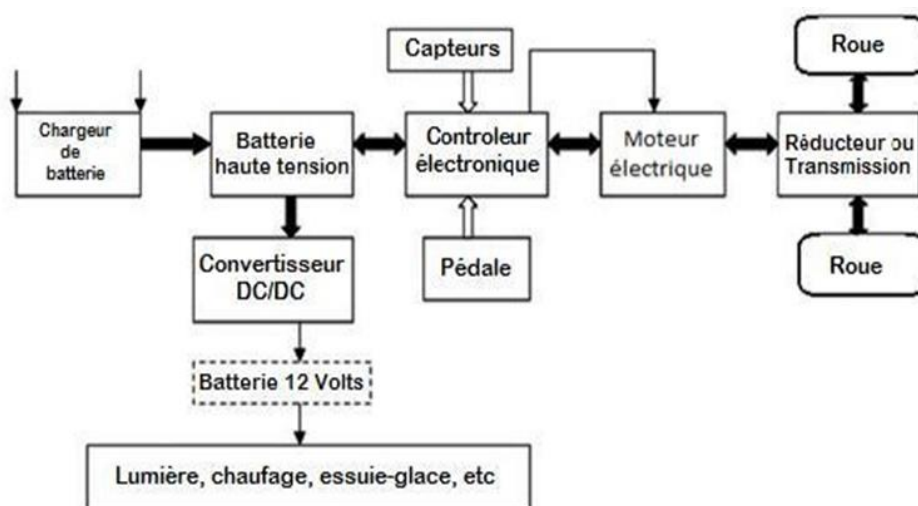 Capteurs
Roue
Chargeur
de
batterie
Batterie
haute tension
Controleur
électronique
Moteur
électrique
Réducteur ou
Transmission
Convertisseur
DC/DC
Pédale
Roue
Batterie 12 Volts
Lumière, chaufage, essuie-glace, etc